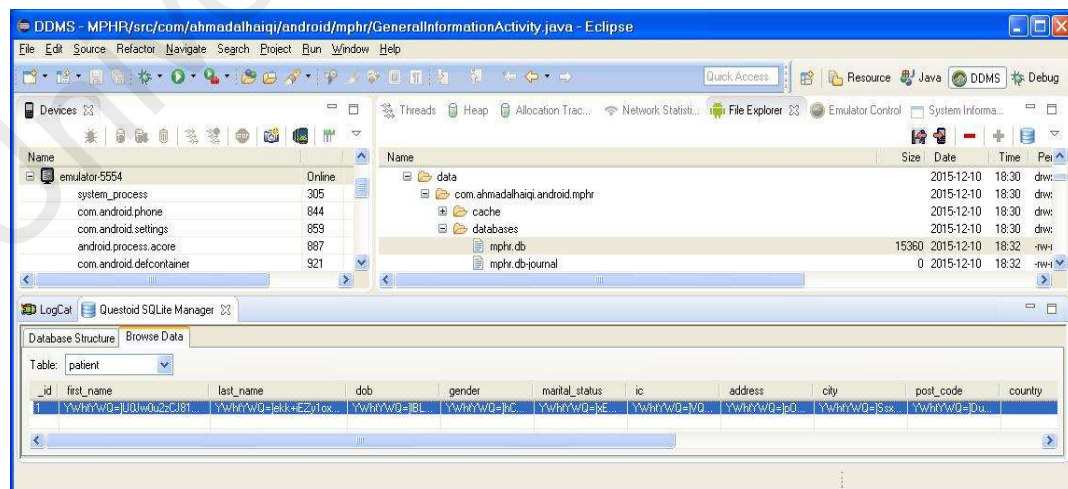 DDMS - MPHR/src/com/ahmadalhaiqi/android/mphr/GeneralInformationActivity.java - Eclipse
File Edit Source Refactor Navigate Search Project Run Window Help
Quick Access Resource Java DDMS Debug
Devices Threads Heap Allocation Trac... Network Statisti... File Explorer Emulator Control System Informa...
Name
emulator-5554 Online
system_process 305
com.android.phone 844
com.android.settings 859
android.process.acore 887
com.android.defcontainer 921
Name Size Date Time
data 2015-12-10 18:30
com.ahmadalhaiqi.android.mphr 2015-12-10 18:30
cache 2015-12-10 18:30
databases 2015-12-10 18:30
mphr.db 15360 2015-12-10 18:32
mphr.db-journal 0 2015-12-10 18:32
LogCat Questoid SQLite Manager
Database Structure Browse Data
Table: patient
_id first_name last_name dob gender marital_status ic address city post_code country
1